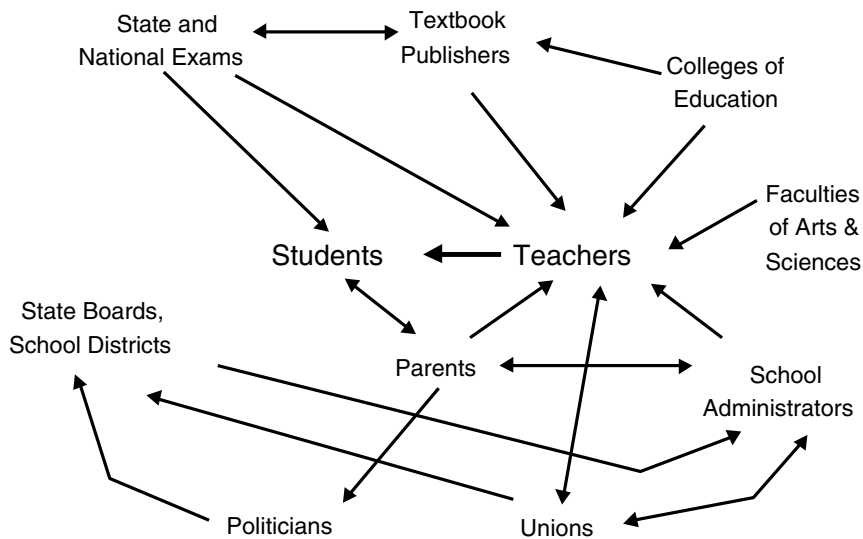 State and
National Exams
Textbook
Publishers
Colleges of
Education
Faculties
of Arts &
Sciences
Students
Teachers
State Boards,
School Districts
Parents
School
Administrators
Politicians
Unions